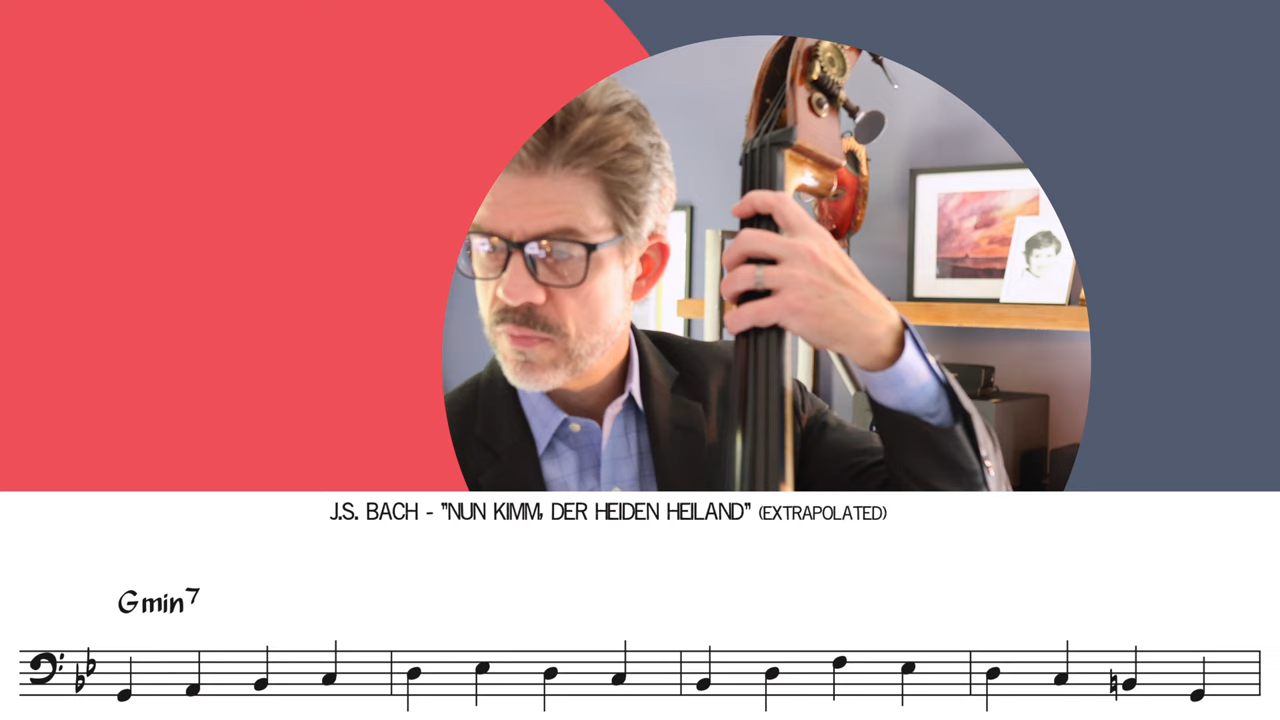 J.S. BACH - "NUN KIMM, DER HEIDEN HEILAND" (EXTRAPOLATED)
Gmin7